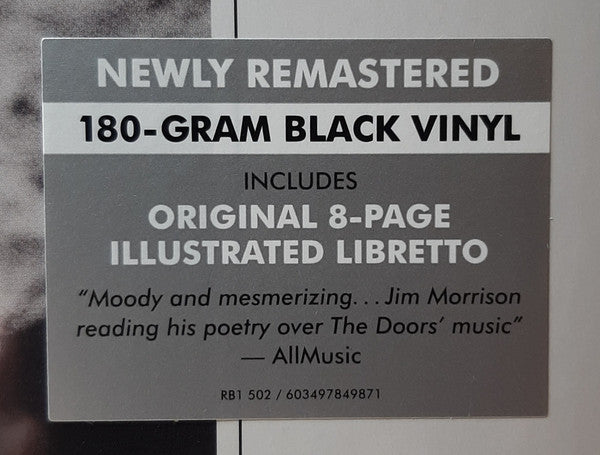 NEWLY REMASTERED
180-GRAM BLACK VINYL
INCLUDES
ORIGINAL 8-PAGE
ILLUSTRATED LIBRETTO
“Moody and mesmerizing. . . Jim Morrison
reading his poetry over The Doors’ music”
— AllMusic
RB1 502 / 603497849871